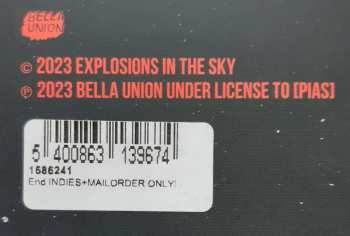 BELLA
UNION
© 2023 EXPLOSIONS IN THE SKY
℗ 2023 BELLA UNION UNDER LICENSE TO [PIAS]
5 400863 139674
1686241
End INDIES+MAILORDER ONLY!